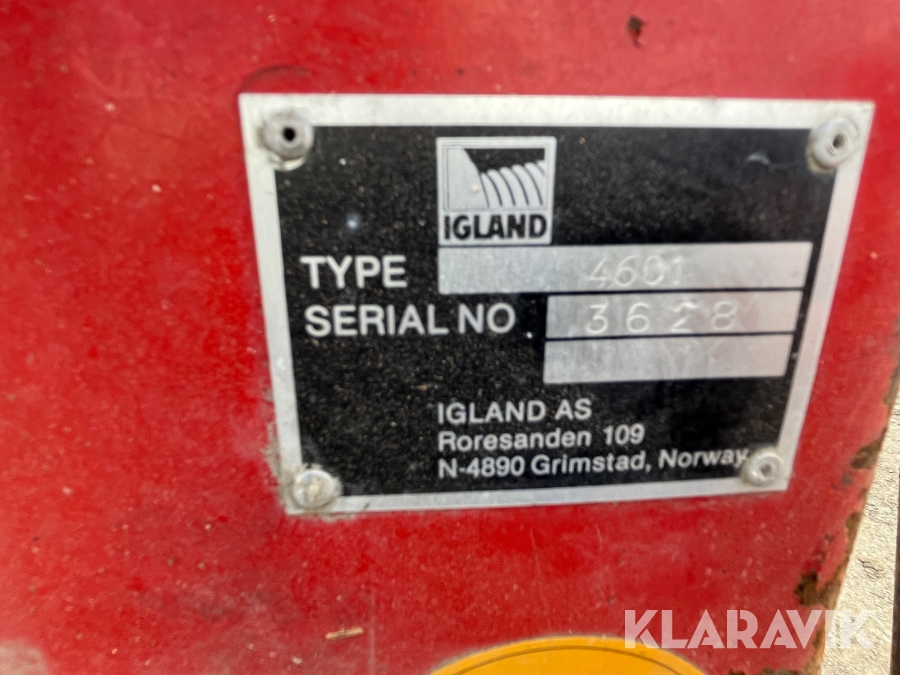 IGLAND
TYPE 4601
SERIAL NO 3628
IGLAND AS
Roresanden 109
N-4890 Grimstad, Norway
KLARAVIK